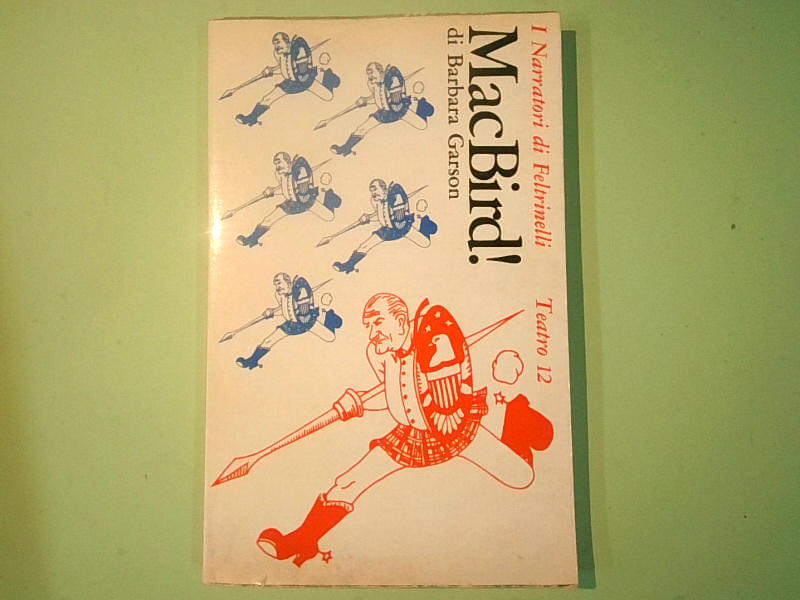 I Narratori di Feltrinelli Teatro 12
MacBird!
di Barbara Garson